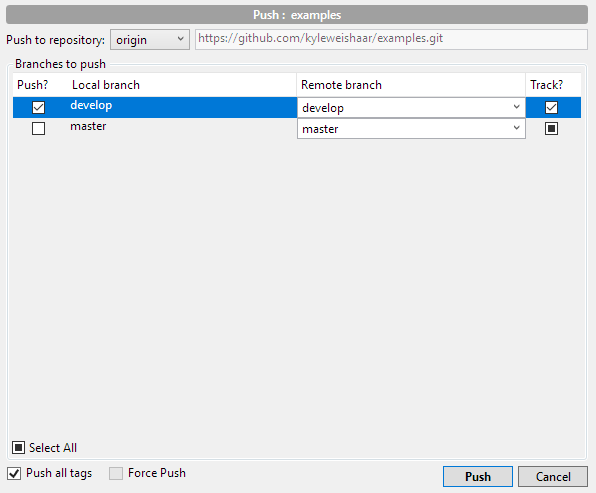 Push : examples
Push to repository: origin https://github.com/kyleweishaar/examples.git
Branches to push
Push? Local branch Remote branch Track?
develop develop
master master
Select All
Push all tags Force Push Push Cancel